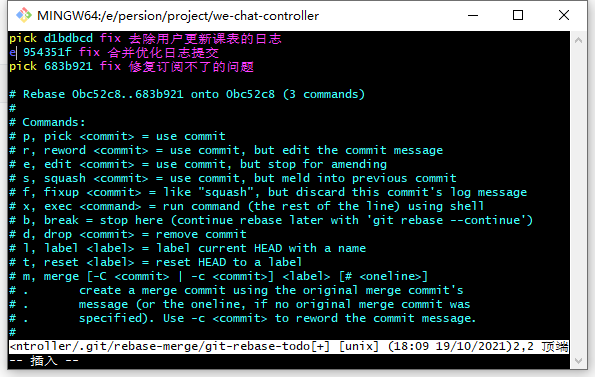 MINGW64:/e/persion/project/we-chat-controller
pick d1bdbcd fix 去除用户更新课表的日志
e 954351f fix 合并优化日志提交
pick 683b921 fix 修复订阅不了的问题
# Rebase 0bc52c8..683b921 onto 0bc52c8 (3 commands)
#
# Commands:
# p, pick <commit> = use commit
# r, reword <commit> = use commit, but edit the commit message
# e, edit <commit> = use commit, but stop for amending
# s, squash <commit> = use commit, but meld into previous commit
# f, fixup <commit> = like "squash", but discard this commit's log message
# x, exec <command> = run command (the rest of the line) using shell
# b, break = stop here (continue rebase later with 'git rebase --continue')
# d, drop <commit> = remove commit
# l, label <label> = label current HEAD with a name
# t, reset <label> = reset HEAD to a label
# m, merge [-C <commit> | -c <commit>] <label> [# <oneline>]
# .       create a merge commit using the original merge commit's
# .       message (or the oneline, if no original merge commit was
# .       specified). Use -c <commit> to reword the commit message.
#
<ntroller/.git/rebase-merge/git-rebase-todo[+] [unix] (18:09 19/10/2021)2,2 顶端
-- 插入 --